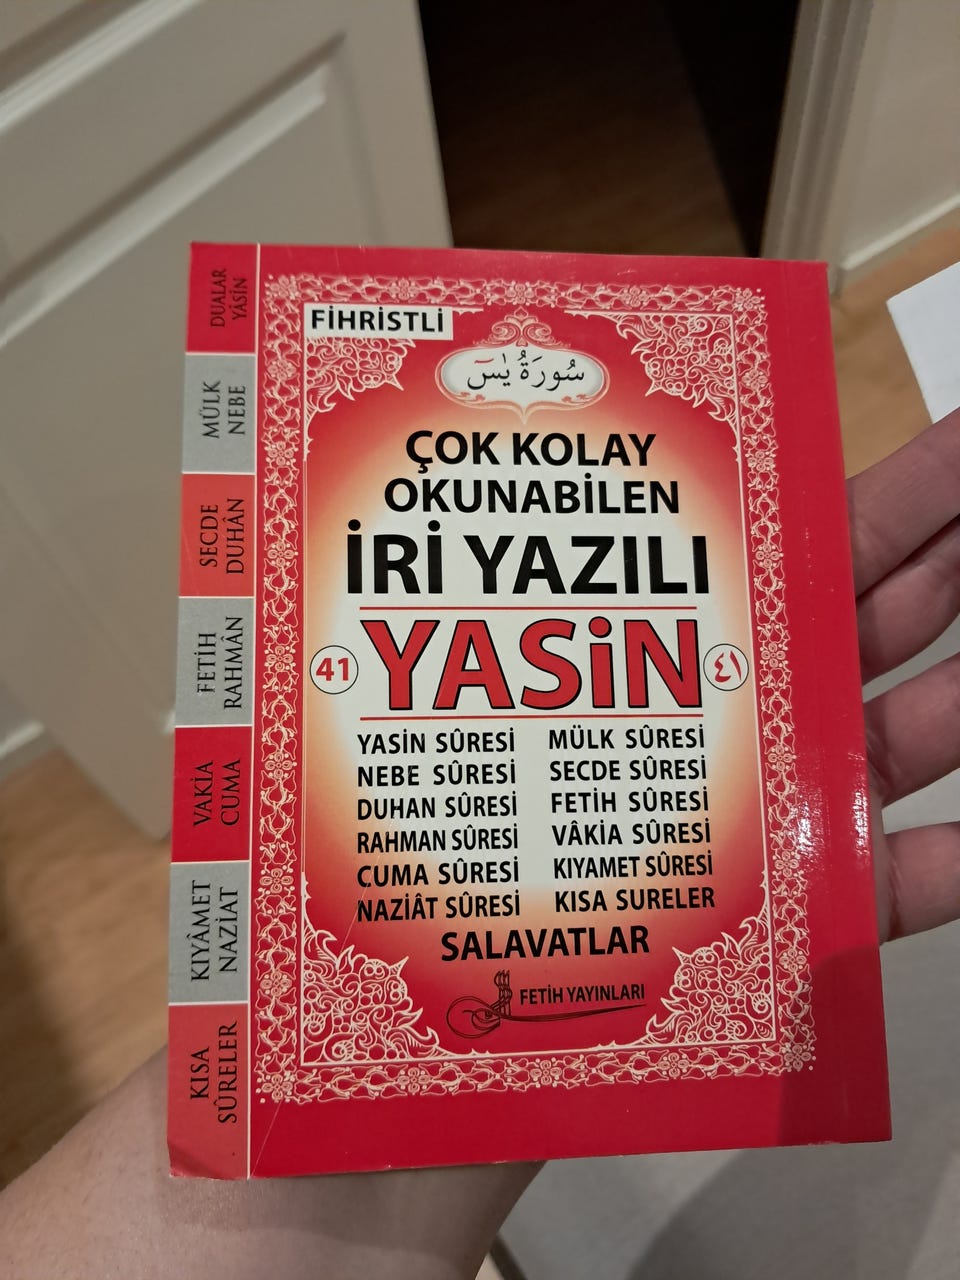 DUALAR
YASİN
MÜLK
NEBE
SECDE
DUHÂN
FETİH
RAHMÂN
VAKİA
CUMA
KIYÂMET
NAZİAT
KISA
SÛRELER
FİHRİSTLİ
سُورَةُ يٰسٓ
ÇOK KOLAY
OKUNABİLEN
İRİ YAZILI
41 YASiN ٤١
YASİN SÛRESİ MÜLK SÛRESİ
NEBE SÛRESİ SECDE SÛRESİ
DUHAN SÛRESİ FETİH SÛRESİ
RAHMAN SÛRESİ VÂKİA SÛRESİ
CUMA SÛRESİ KIYAMET SÛRESİ
NAZİÂT SÛRESİ KISA SURELER
SALAVATLAR
FETİH YAYINLARI